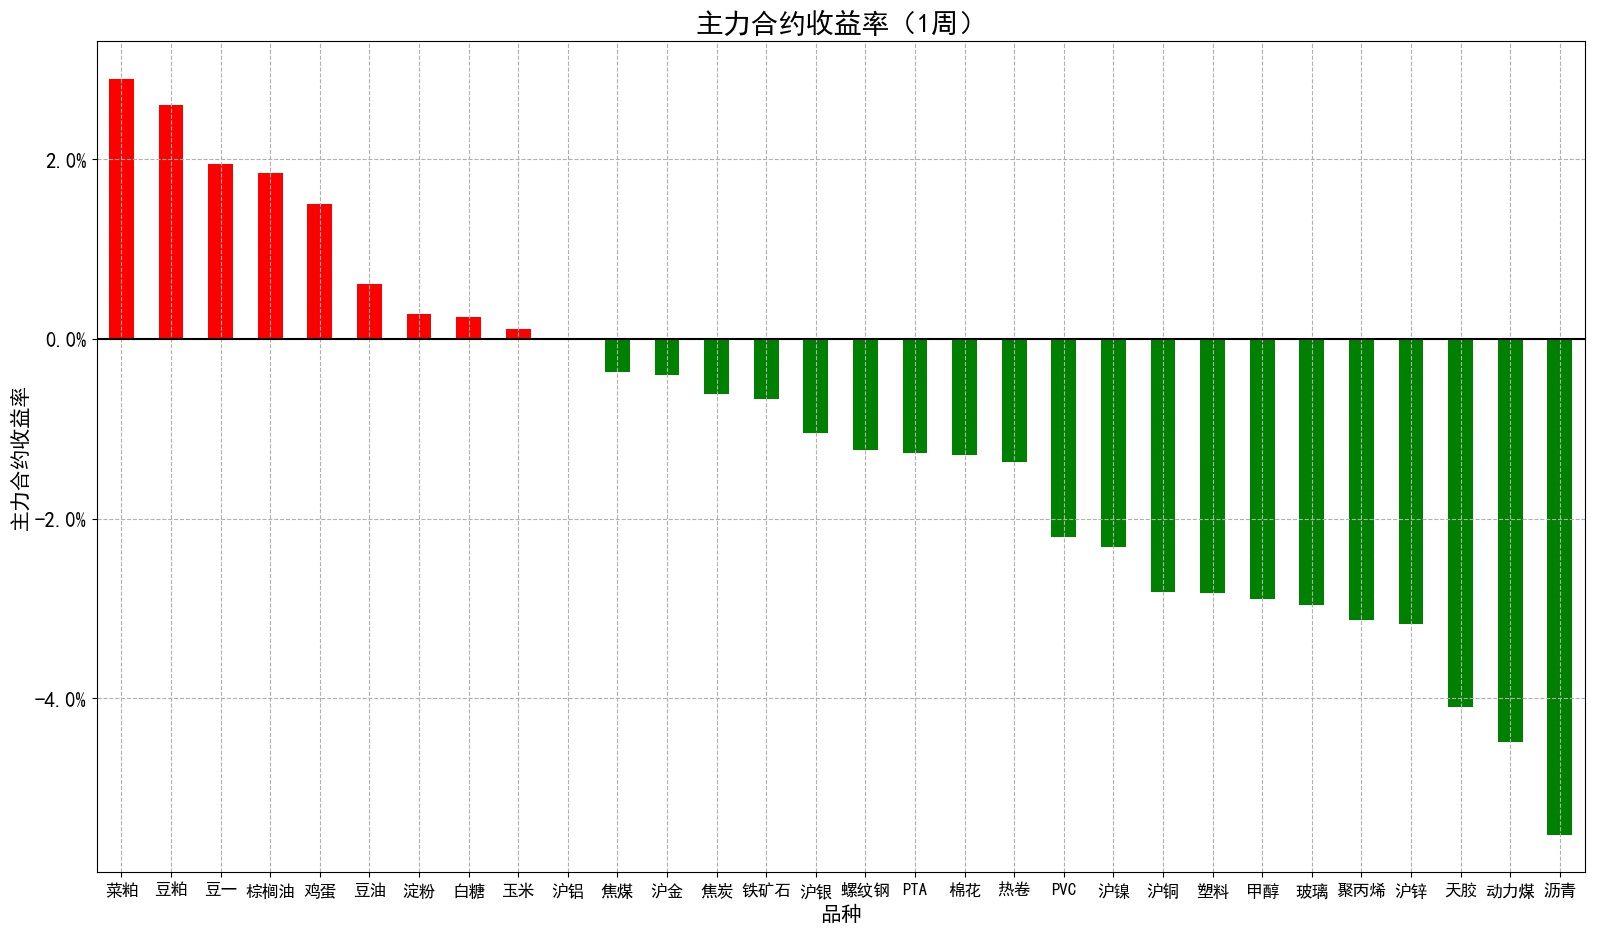 主力合约收益率（1周）
主力合约收益率
2.0%
0.0%
−2.0%
−4.0%
菜粕 豆粕 豆一 棕榈油 鸡蛋 豆油 淀粉 白糖 玉米 沪铝 焦煤 沪金 焦炭 铁矿石 沪银 螺纹钢 PTA 棉花 热卷 PVC 沪镍 沪铜 塑料 甲醇 玻璃 聚丙烯 沪锌 天胶 动力煤 沥青
品种